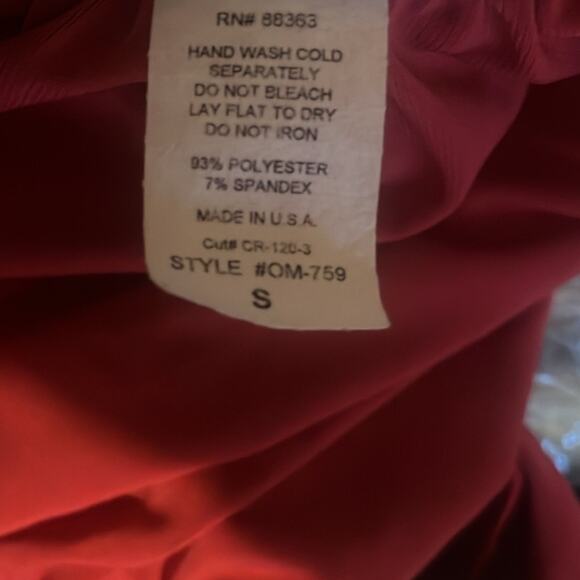 RN# 88363
HAND WASH COLD
SEPARATELY
DO NOT BLEACH
LAY FLAT TO DRY
DO NOT IRON
93% POLYESTER
7% SPANDEX
MADE IN U.S.A.
Cut# CR-120-3
STYLE #OM-759
S